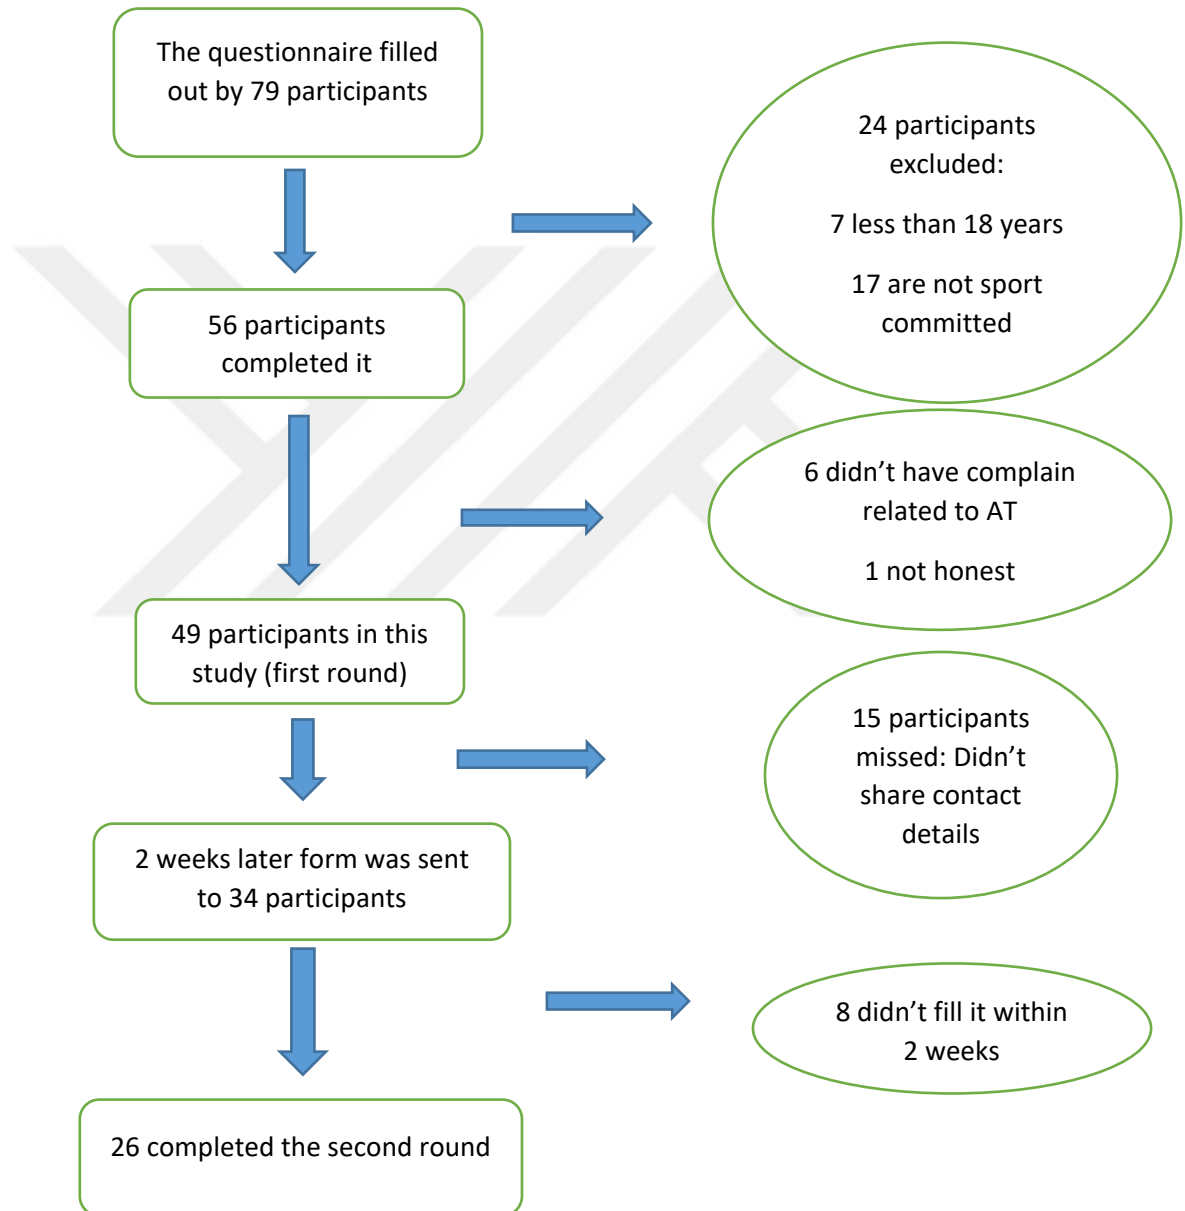 The questionnaire filled
out by 79 participants
24 participants
excluded:
7 less than 18 years
17 are not sport
committed
56 participants
completed it
6 didn’t have complain
related to AT
1 not honest
49 participants in this
study (first round)
15 participants
missed: Didn’t
share contact
details
2 weeks later form was sent
to 34 participants
8 didn’t fill it within
2 weeks
26 completed the second round